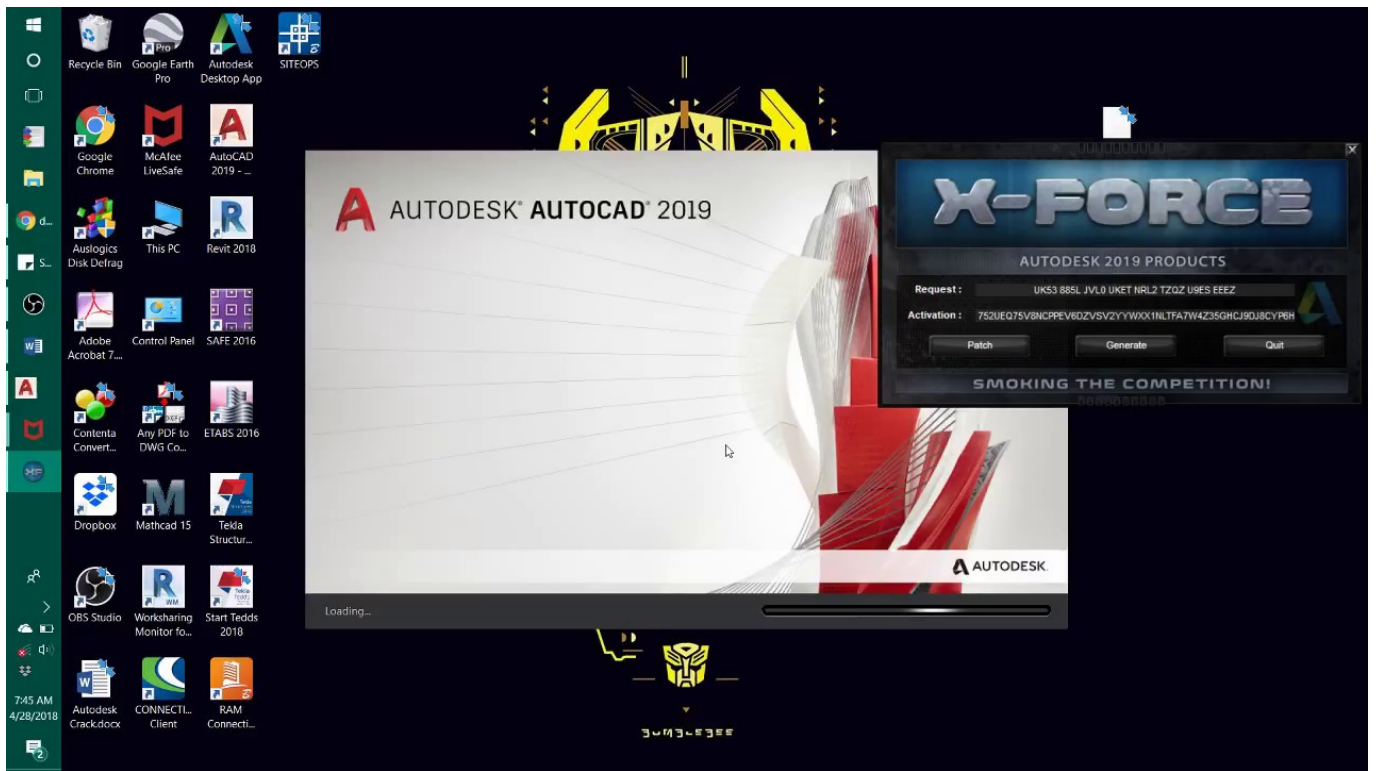 Recycle Bin
Google Earth
Pro
Autodesk
Desktop App
SITEOPS
Google
Chrome
McAfee
LiveSafe
AutoCAD
2019 - ...
d...
Auslogics
Disk Defrag
This PC
Revit 2018
S...
Adobe
Acrobat 7....
Control Panel
SAFE 2016
Contenta
Convert...
Any PDF to
DWG Co...
ETABS 2016
Dropbox
Mathcad 15
Tekla
Structur...
OBS Studio
Worksharing
Monitor fo...
Start Tedds
2018
Autodesk
Crack.docx
CONNECTI...
Client
RAM
Connecti...
7:45 AM
4/28/2018
2
AUTODESK® AUTOCAD® 2019
AUTODESK.
Loading...
X-FORCE
AUTODESK 2019 PRODUCTS
Request : UK53 885L JVL0 UKET NRL2 TZQZ U9ES EEEZ
Activation : 752UEQ75V8NCPPEV6DZVSV2YYWXX1NLTFA7W4Z35GHCJ9DJ8CYP6H
Patch Generate Quit
SMOKING THE COMPETITION!